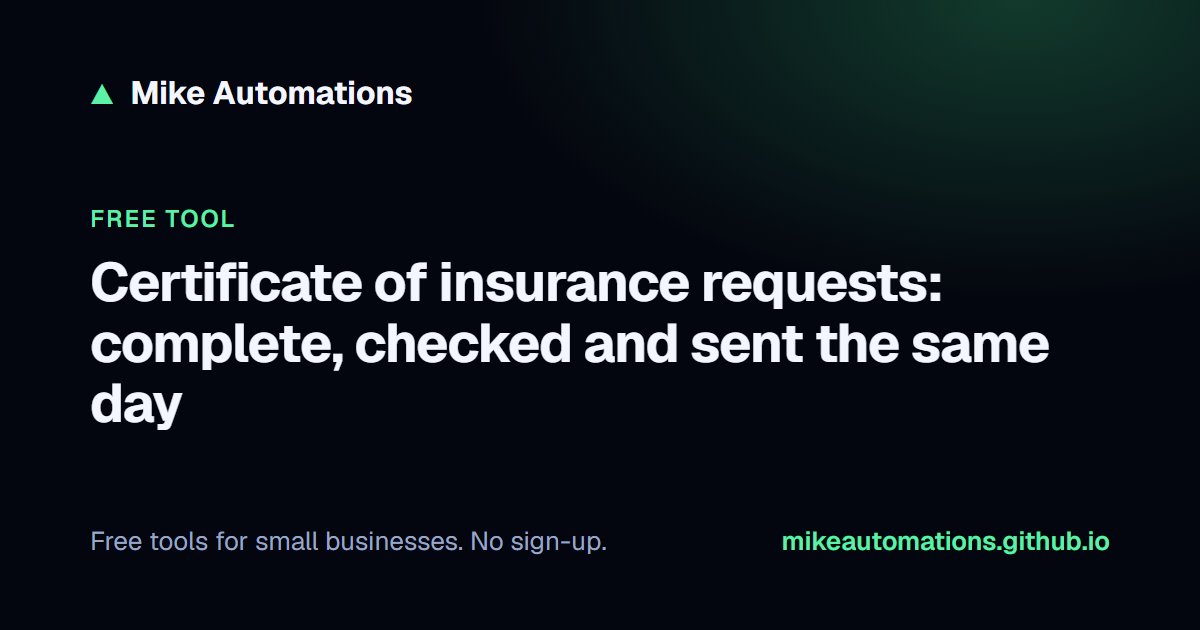 Mike Automations
FREE TOOL
Certificate of insurance requests:
complete, checked and sent the same
day
Free tools for small businesses. No sign-up.
mikeautomations.github.io